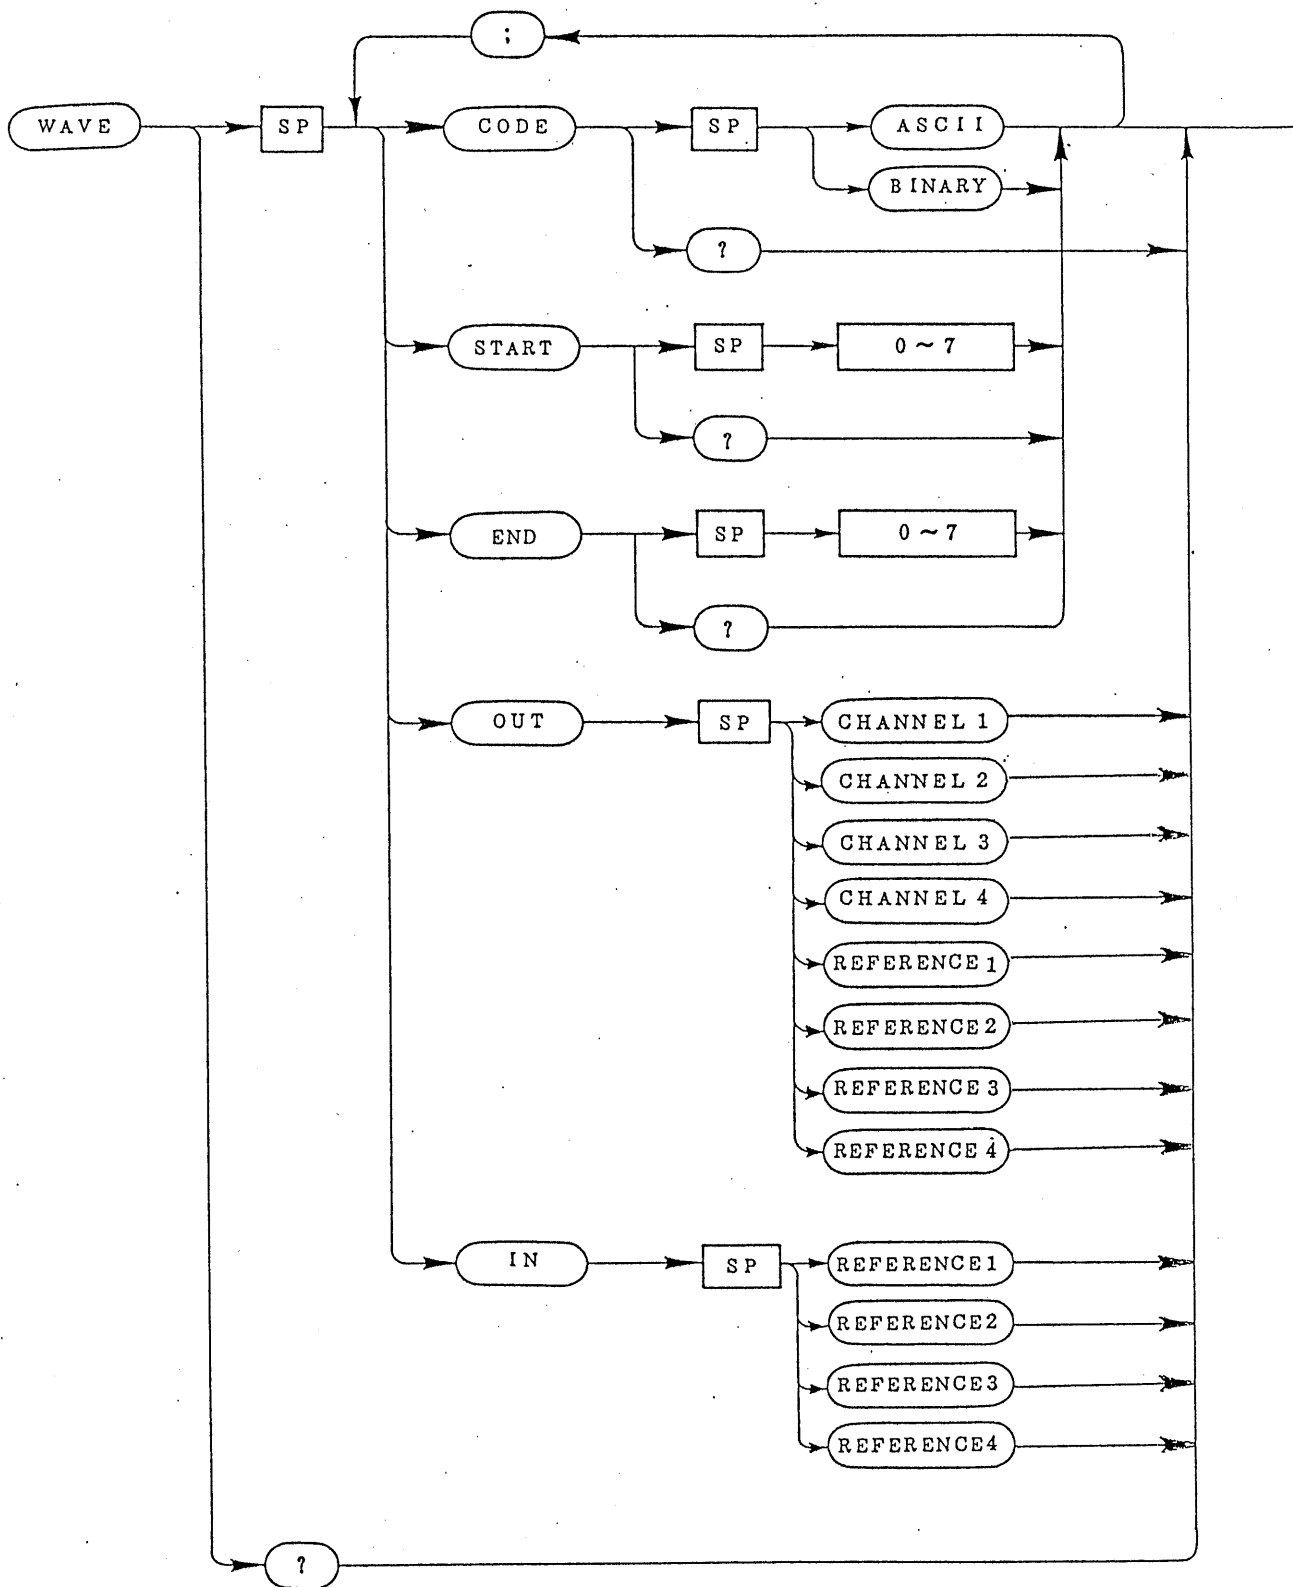 ;
WAVE SP CODE SP ASCII
BINARY
?
START SP 0 ~ 7
?
END SP 0 ~ 7
?
OUT SP CHANNEL 1
CHANNEL 2
CHANNEL 3
CHANNEL 4
REFERENCE 1
REFERENCE 2
REFERENCE 3
REFERENCE 4
IN SP REFERENCE1
REFERENCE2
REFERENCE3
REFERENCE4
?